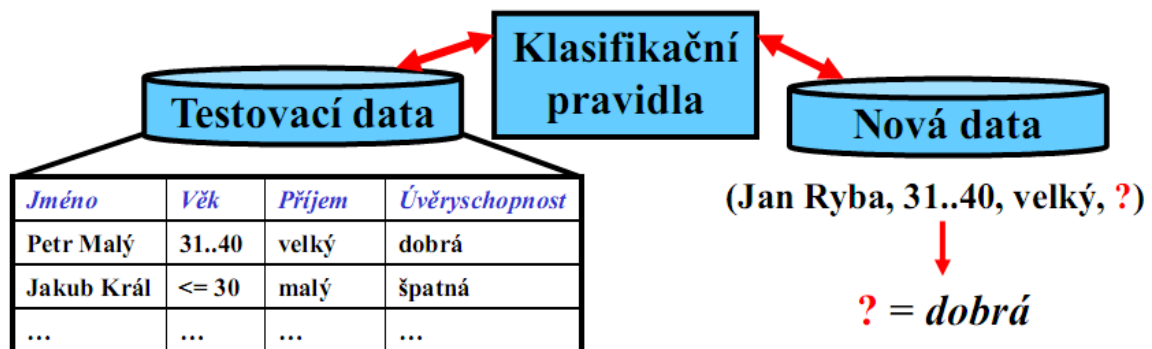 Klasifikační
pravidla
Testovací data
Nová data
Jméno Věk Příjem Úvěryschopnost
Petr Malý 31..40 velký dobrá
Jakub Král <= 30 malý špatná
... ... ... ...
(Jan Ryba, 31..40, velký, ?)
? = dobrá